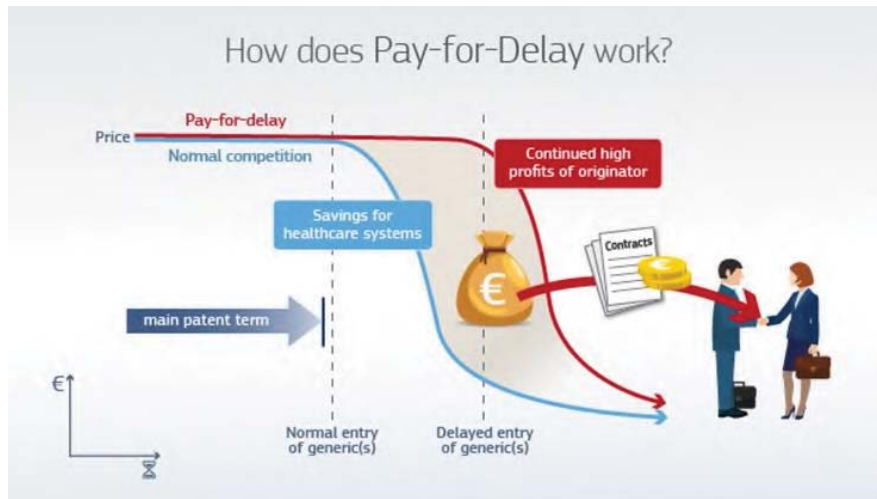 How does Pay-for-Delay work?
Pay-for-delay
Price
Normal competition
Continued high
profits of originator
Savings for
healthcare systems
Contracts
€
€
main patent term
€
Normal entry
of generic(s)
Delayed entry
of generic(s)